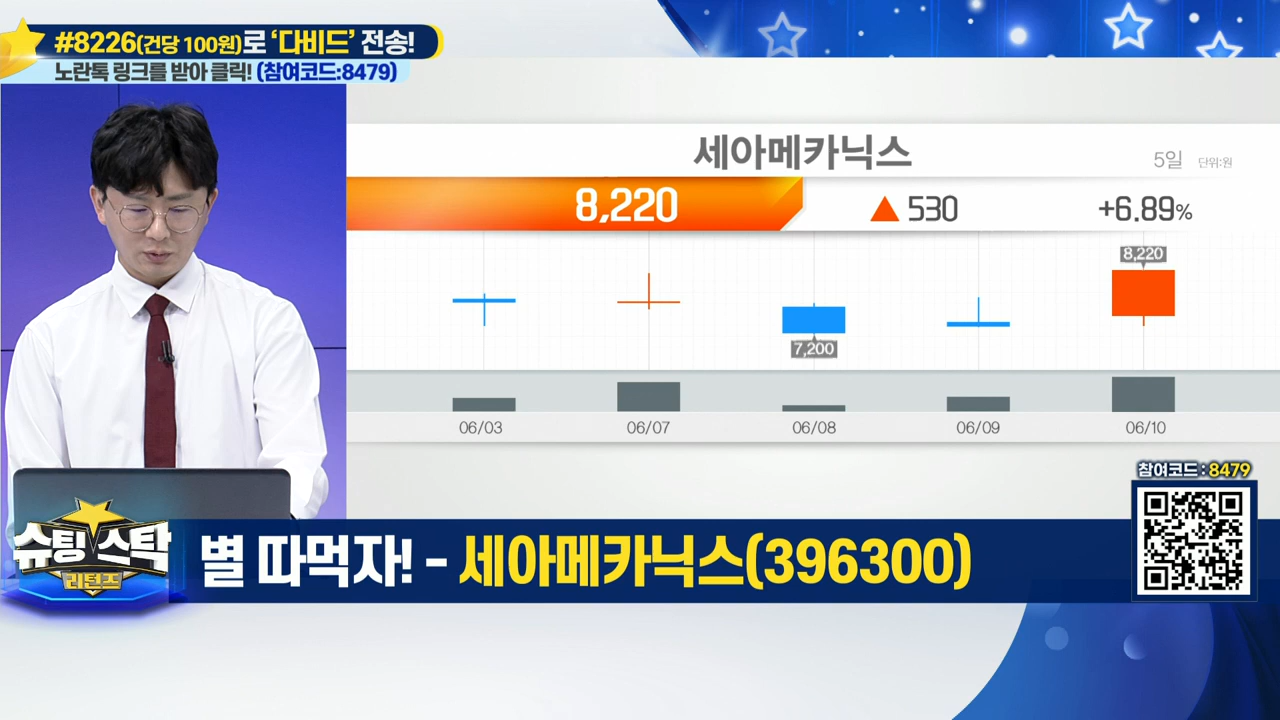 #8226(건당 100원)로 ‘다비드’ 전송!
노란톡 링크를 받아 클릭! (참여코드:8479)
세아메카닉스
5일 단위:원
8,220 ▲ 530 +6.89%
8,220
7,200
06/03 06/07 06/08 06/09 06/10
참여코드:8479
슈팅스탁
리턴즈
별 따먹자! - 세아메카닉스(396300)